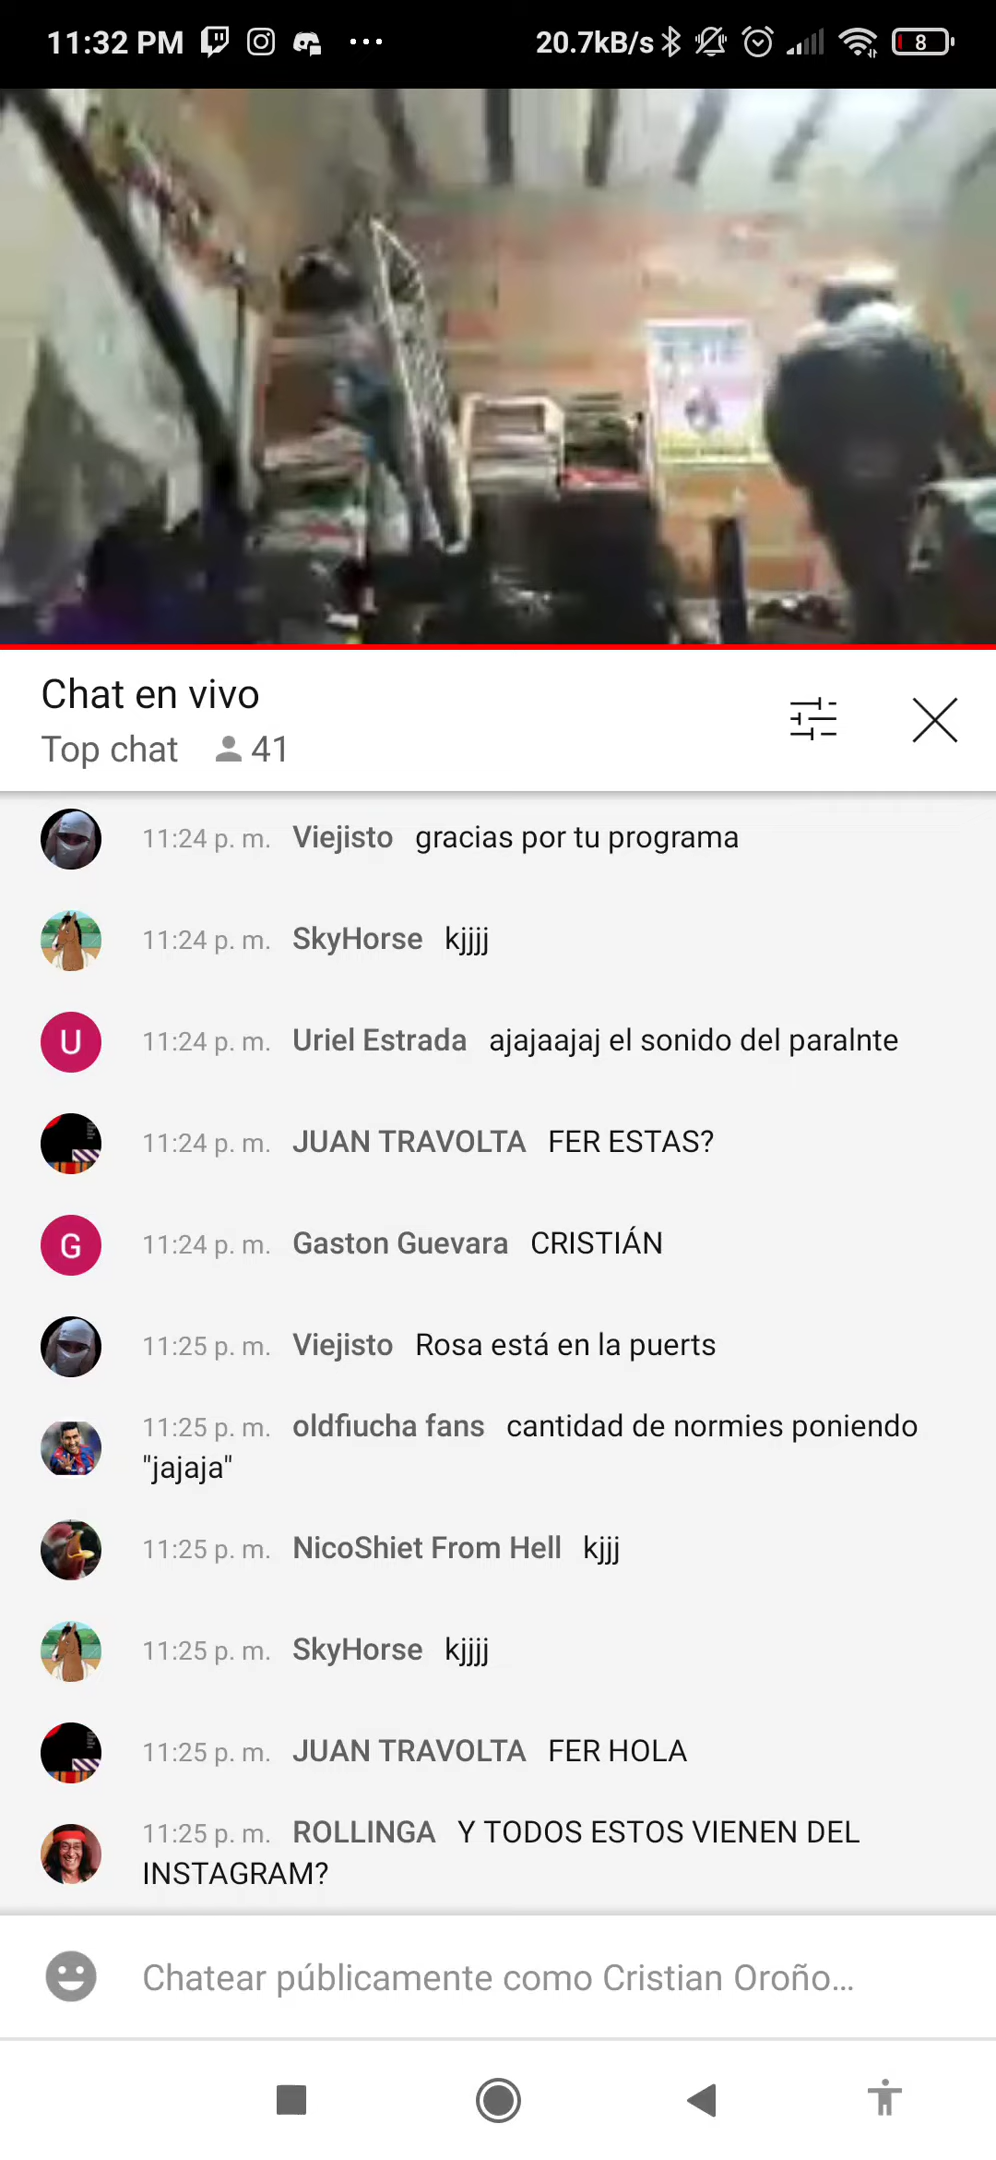 11:32 PM 20.7kB/s 8
Chat en vivo
Top chat 41
11:24 p. m. Viejisto gracias por tu programa
11:24 p. m. SkyHorse kjjjj
U 11:24 p. m. Uriel Estrada ajajaajaj el sonido del paralnte
11:24 p. m. JUAN TRAVOLTA FER ESTAS?
G 11:24 p. m. Gaston Guevara CRISTIÁN
11:25 p. m. Viejisto Rosa está en la puerts
11:25 p. m. oldfiucha fans cantidad de normies poniendo
"jajaja"
11:25 p. m. NicoShiet From Hell kjjj
11:25 p. m. SkyHorse kjjjj
11:25 p. m. JUAN TRAVOLTA FER HOLA
11:25 p. m. ROLLINGA Y TODOS ESTOS VIENEN DEL
INSTAGRAM?
Chatear públicamente como Cristian Oroño...